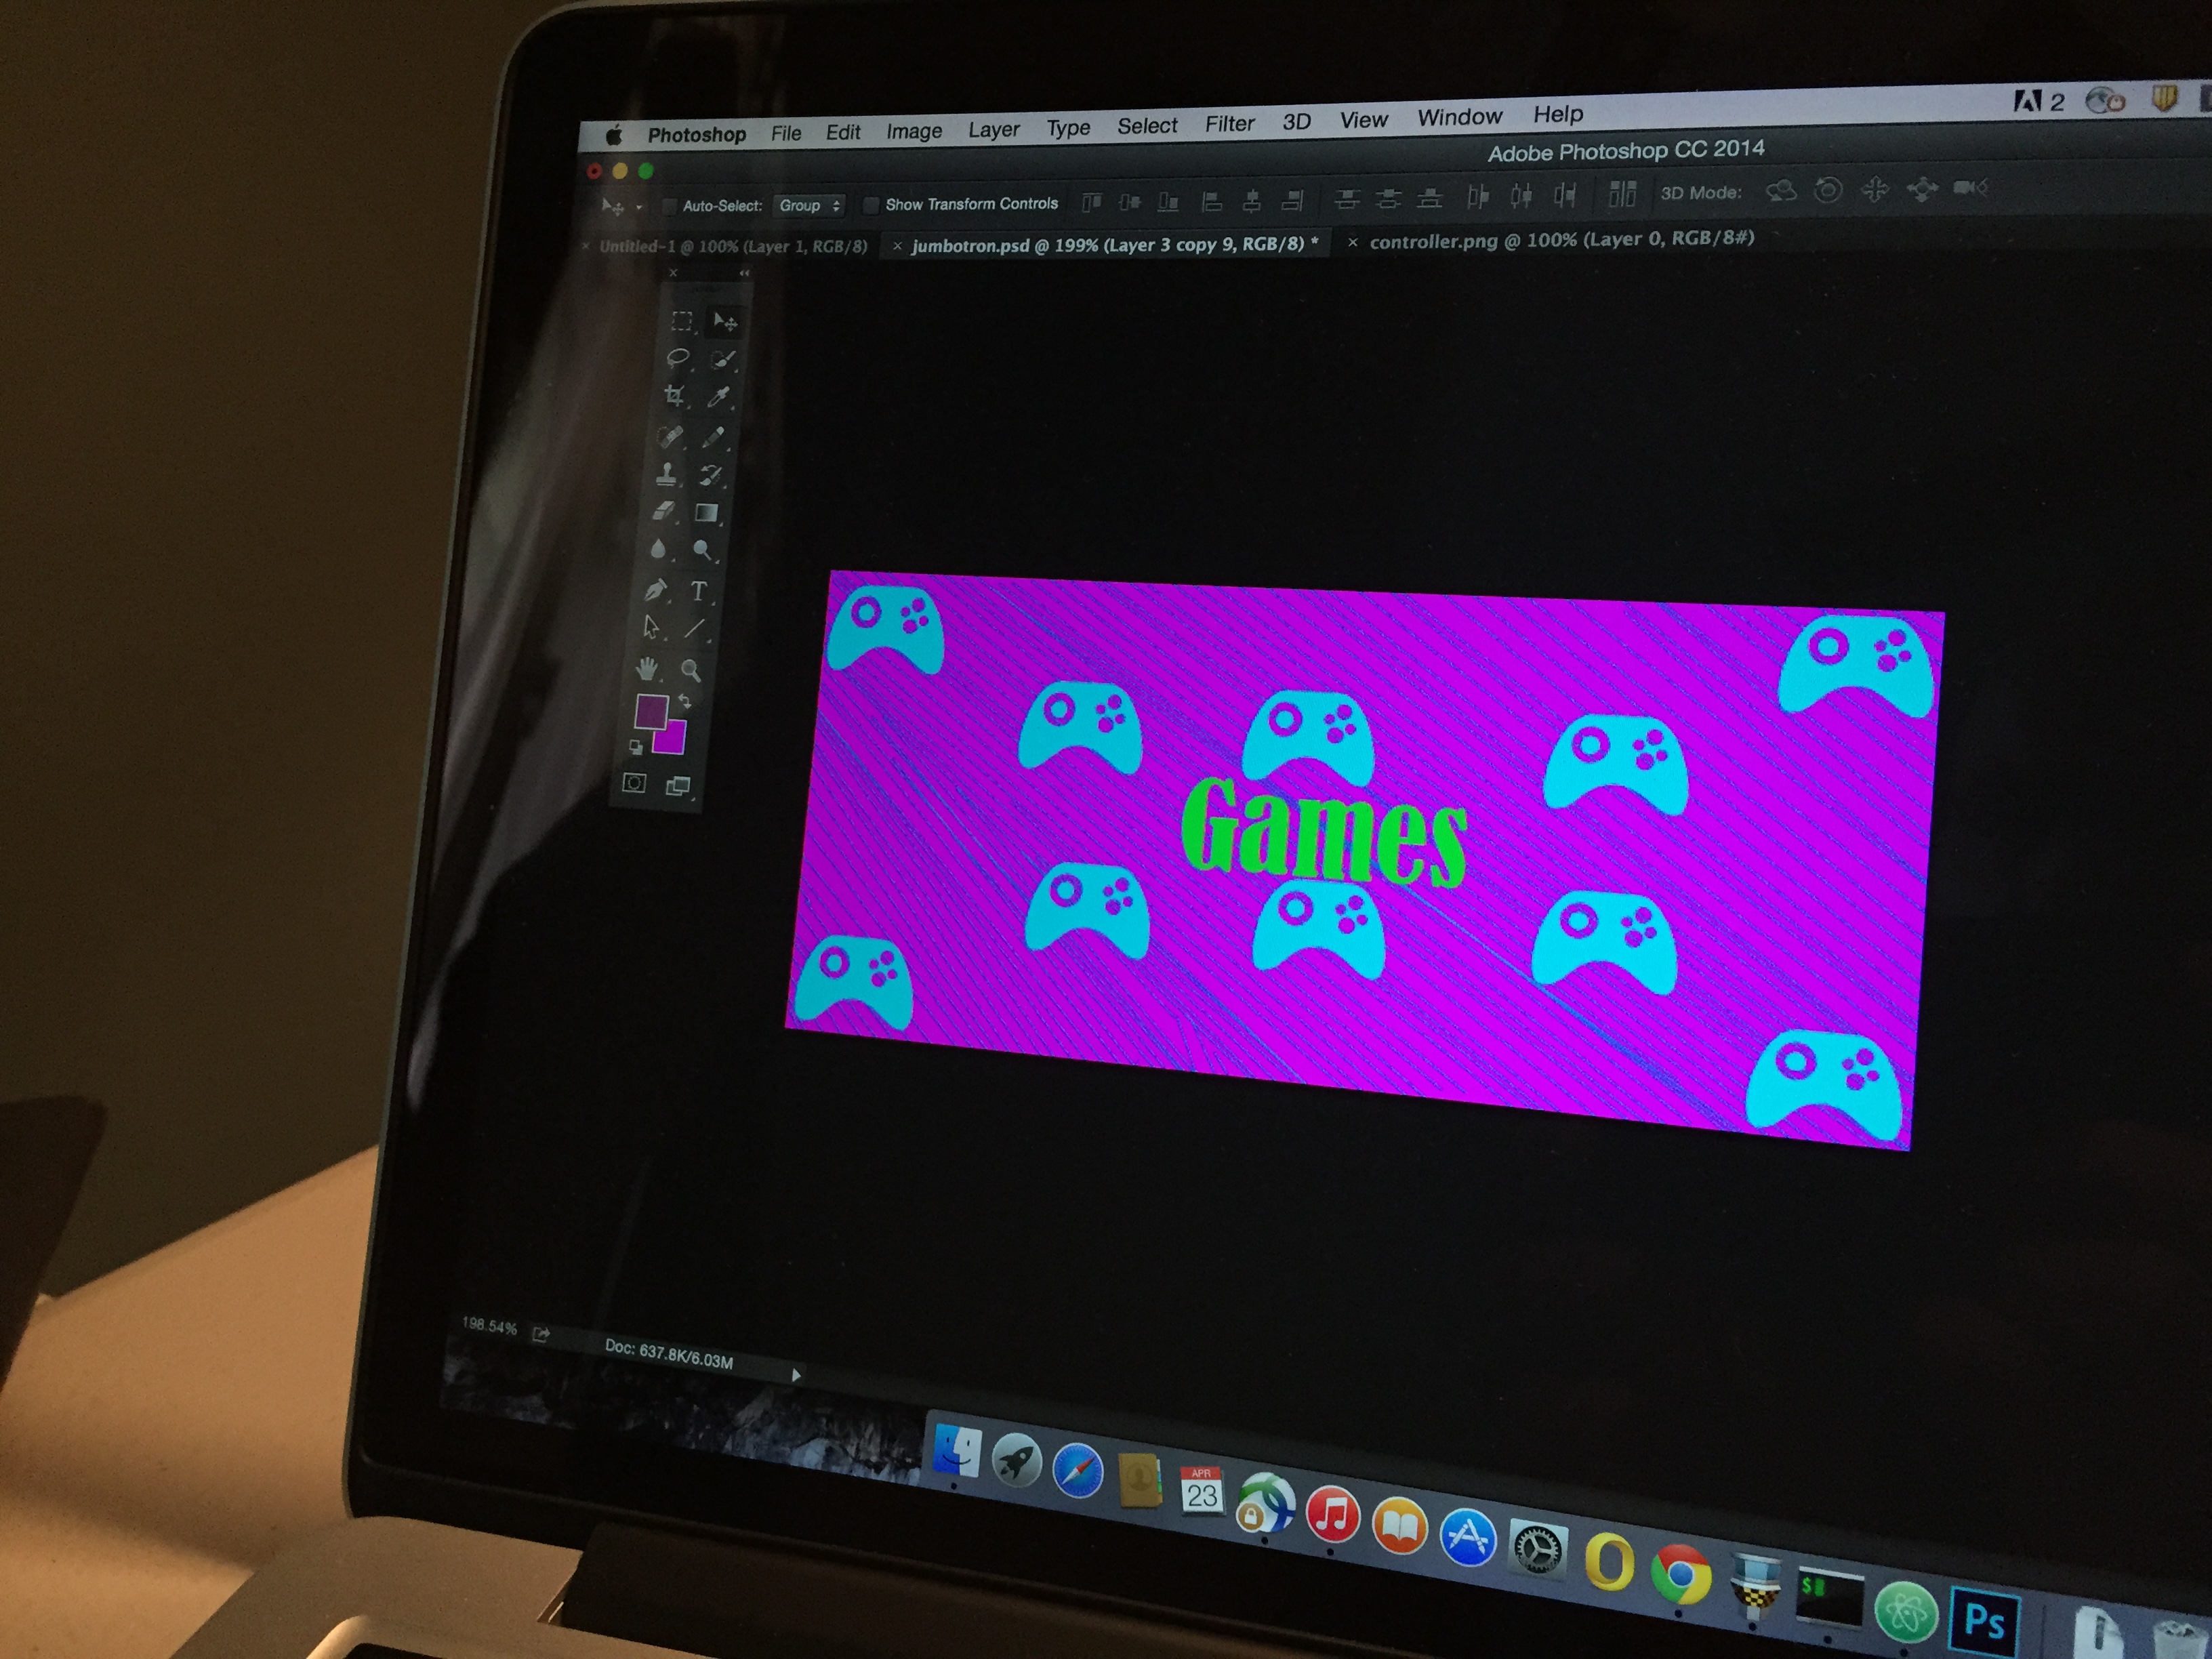 Photoshop File Edit Image Layer Type Select Filter 3D View Window Help 2
Adobe Photoshop CC 2014
Auto-Select: Group Show Transform Controls 3D Mode:
Untitled-1 @ 100% (Layer 1, RGB/8) jumbotron.psd @ 199% (Layer 3 copy 9, RGB/8) * controller.png @ 100% (Layer 0, RGB/8#)
T
Games
198.54% Doc: 637.8K/6.03M
APR
23
$
Ps